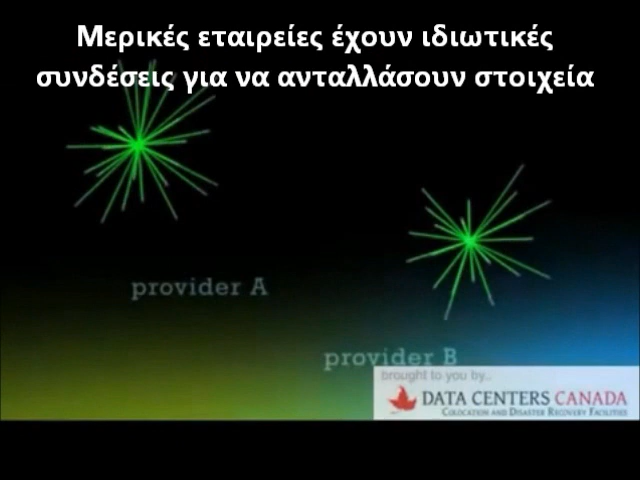 Μερικές εταιρείες έχουν ιδιωτικές
συνδέσεις για να ανταλλάσουν στοιχεία
provider A
provider B
brought to you by...
DATA CENTERS CANADA
COLOCATION AND DISASTER RECOVERY FACILITIES